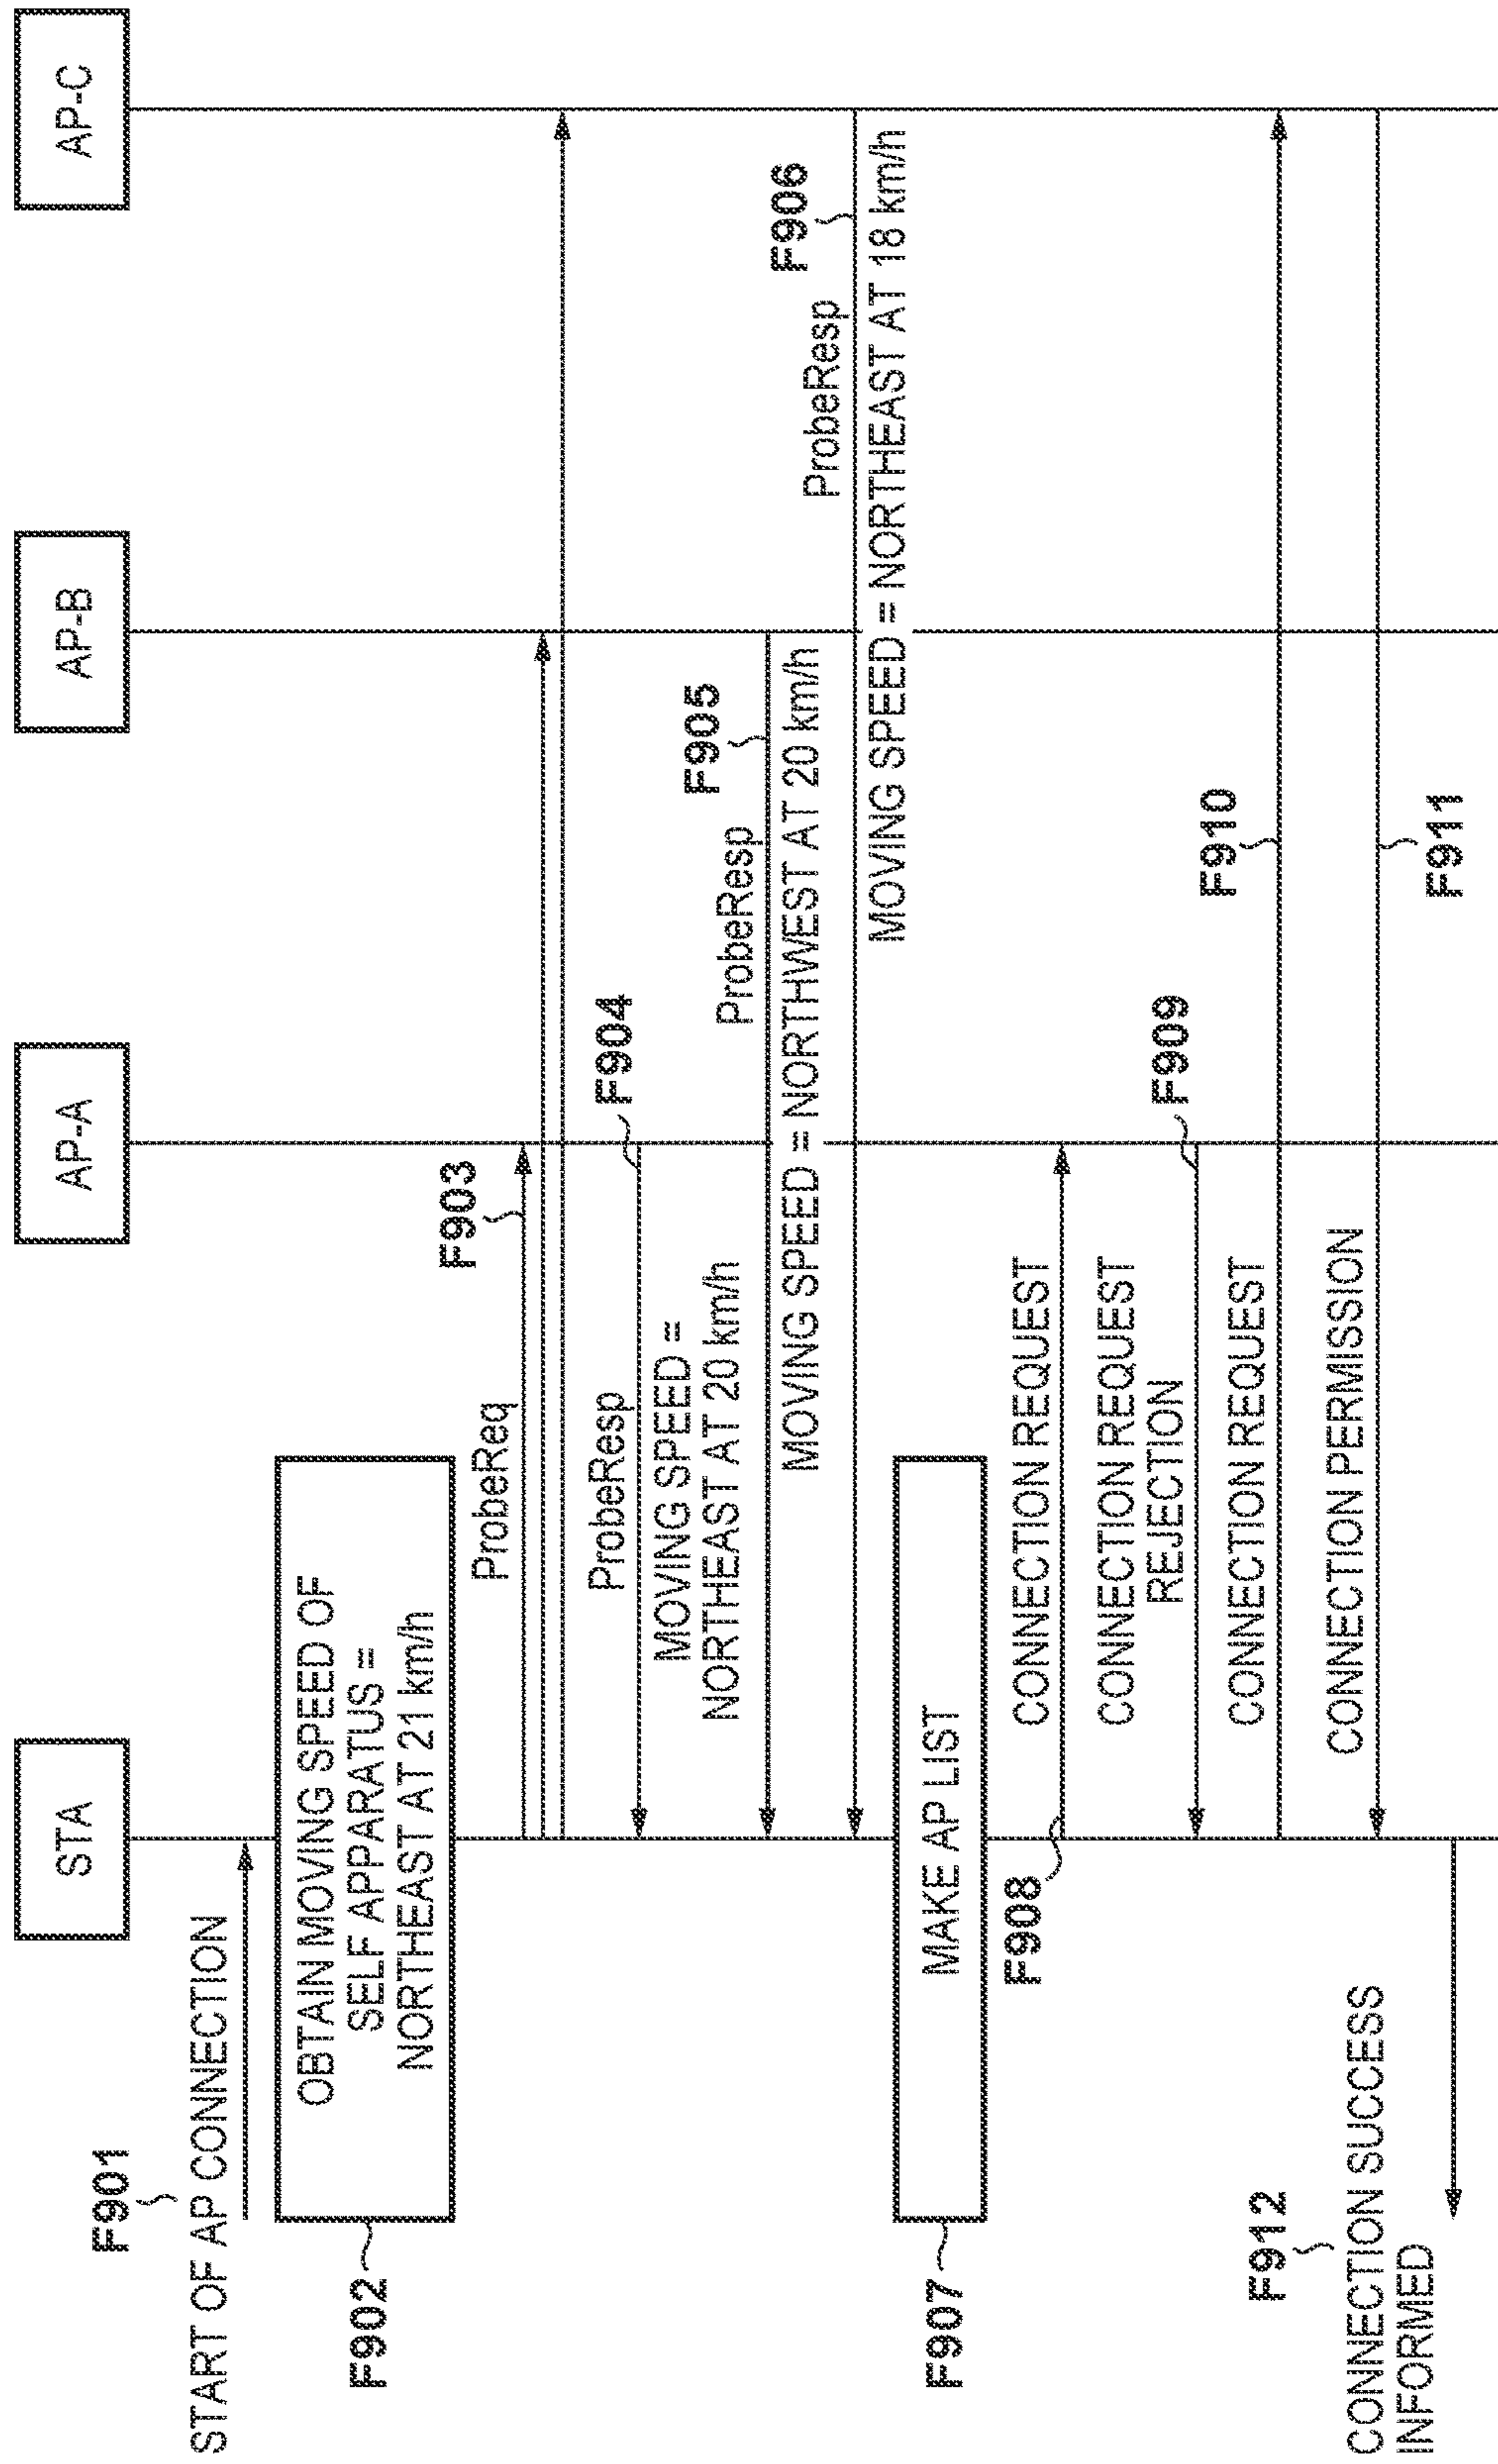 STA
AP-A
AP-B
AP-C
F901
START OF AP CONNECTION
F902
OBTAIN MOVING SPEED OF
SELF APPARATUS =
NORTHEAST AT 21 km/h
ProbeReq
F903
ProbeResp
F904
MOVING SPEED =
NORTHEAST AT 20 km/h
ProbeResp
F905
MOVING SPEED = NORTHWEST AT 20 km/h
ProbeResp
F906
MOVING SPEED = NORTHEAST AT 18 km/h
F907
MAKE AP LIST
F908
CONNECTION REQUEST
CONNECTION REQUEST
REJECTION
F909
CONNECTION REQUEST
F910
CONNECTION PERMISSION
F911
F912
CONNECTION SUCCESS
INFORMED